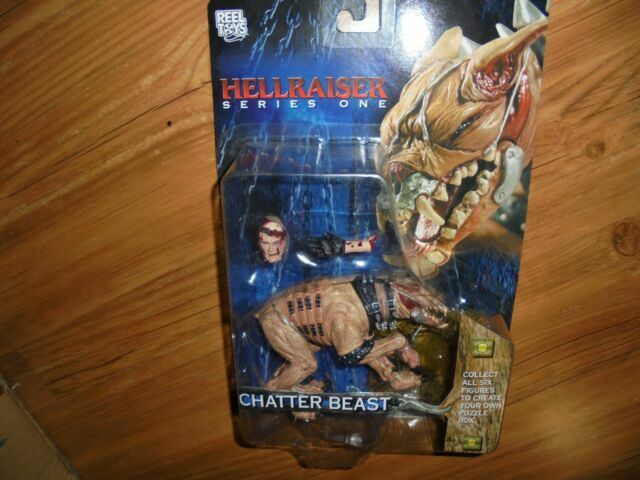 REEL
TOYS
HELLRAISER
SERIES ONE
CHATTER BEAST
COLLECT
ALL SIX
FIGURES
TO CREATE
YOUR OWN
PUZZLE
BOX